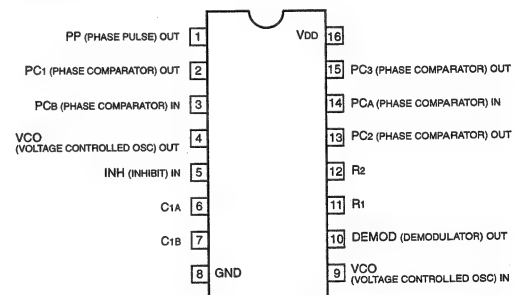 PP (PHASE PULSE) OUT 1
PC1 (PHASE COMPARATOR) OUT 2
PCB (PHASE COMPARATOR) IN 3
VCO
(VOLTAGE CONTROLLED OSC) OUT 4
INH (INHIBIT) IN 5
C1A 6
C1B 7
8 GND
VDD 16
15 PC3 (PHASE COMPARATOR) OUT
14 PCA (PHASE COMPARATOR) IN
13 PC2 (PHASE COMPARATOR) OUT
12 R2
11 R1
10 DEMOD (DEMODULATOR) OUT
9 VCO
(VOLTAGE CONTROLLED OSC) IN